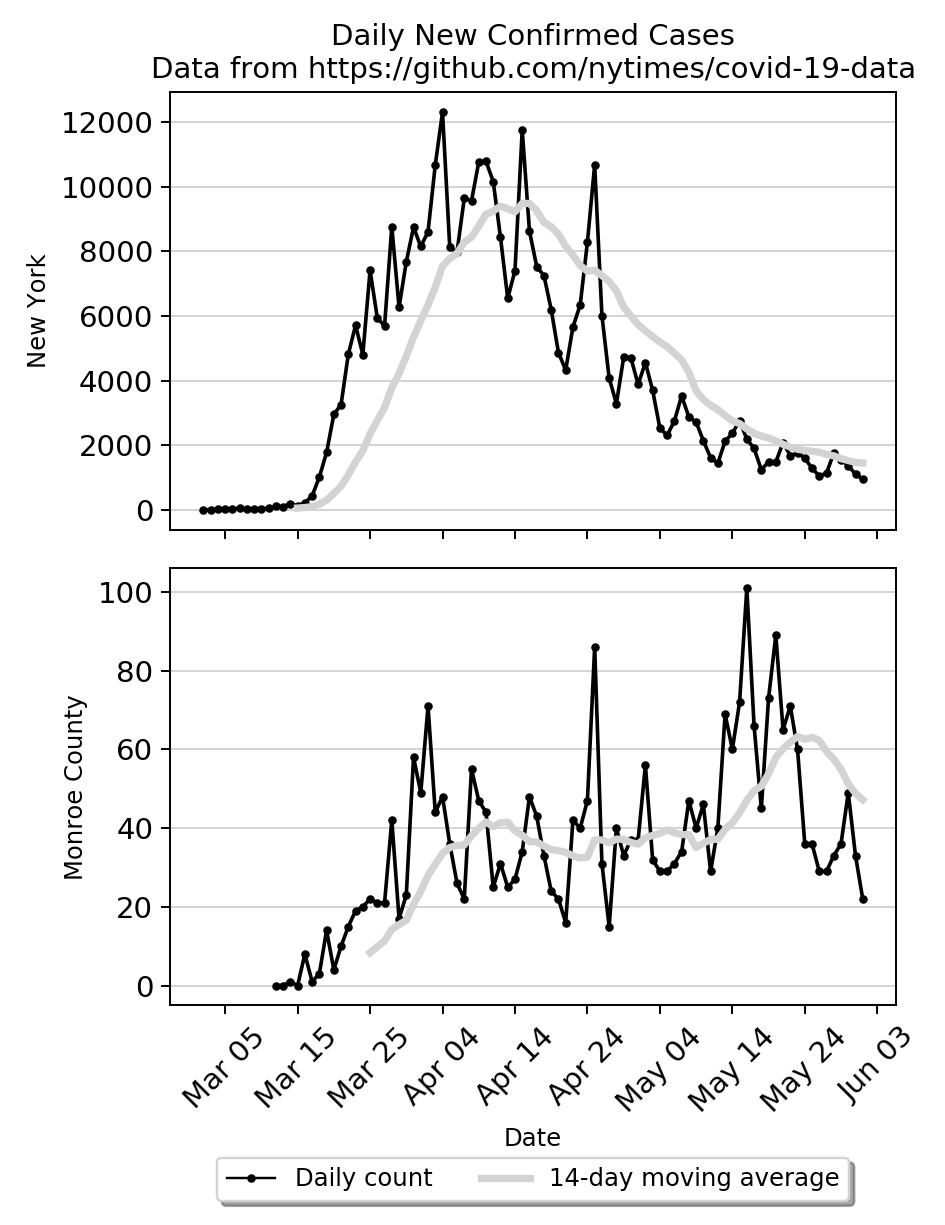 Daily New Confirmed Cases
Data from https://github.com/nytimes/covid-19-data
12000
10000
8000
6000
4000
2000
0
New York
100
80
60
40
20
0
Monroe County
Mar 05
Mar 15
Mar 25
Apr 04
Apr 14
Apr 24
May 04
May 14
May 24
Jun 03
Date
Daily count
14-day moving average